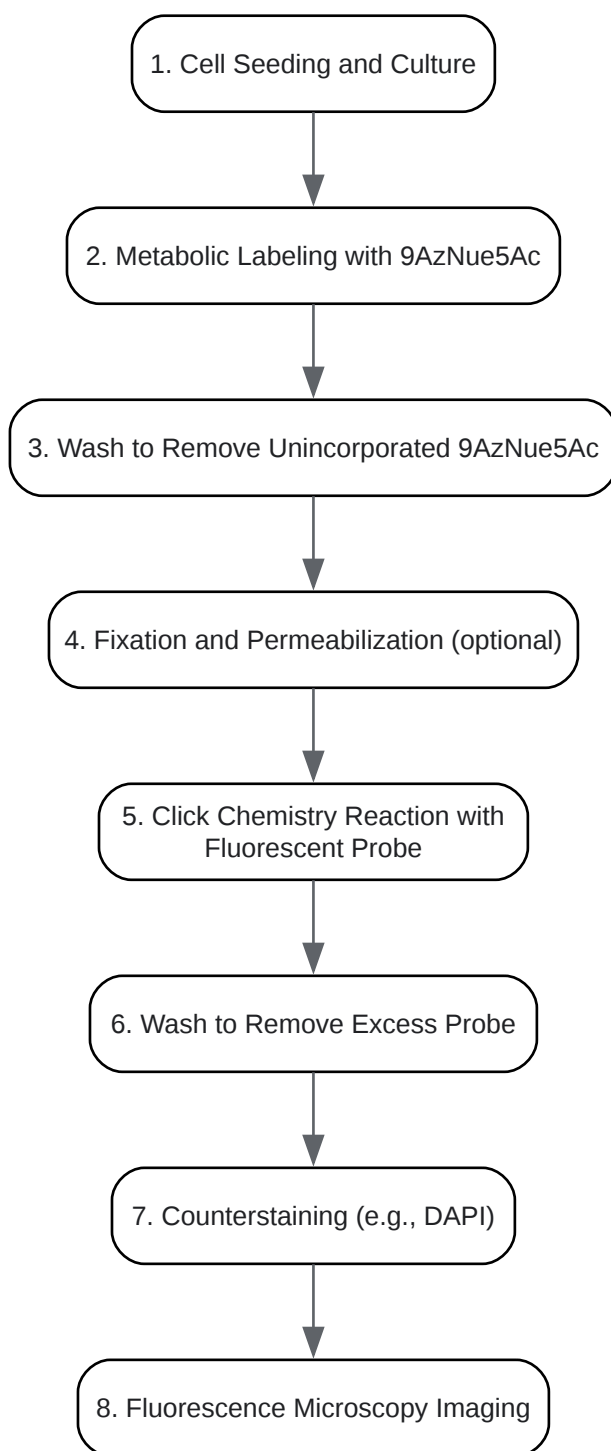 1. Cell Seeding and Culture
2. Metabolic Labeling with 9AzNue5Ac
3. Wash to Remove Unincorporated 9AzNue5Ac
4. Fixation and Permeabilization (optional)
5. Click Chemistry Reaction with
Fluorescent Probe
6. Wash to Remove Excess Probe
7. Counterstaining (e.g., DAPI)
8. Fluorescence Microscopy Imaging